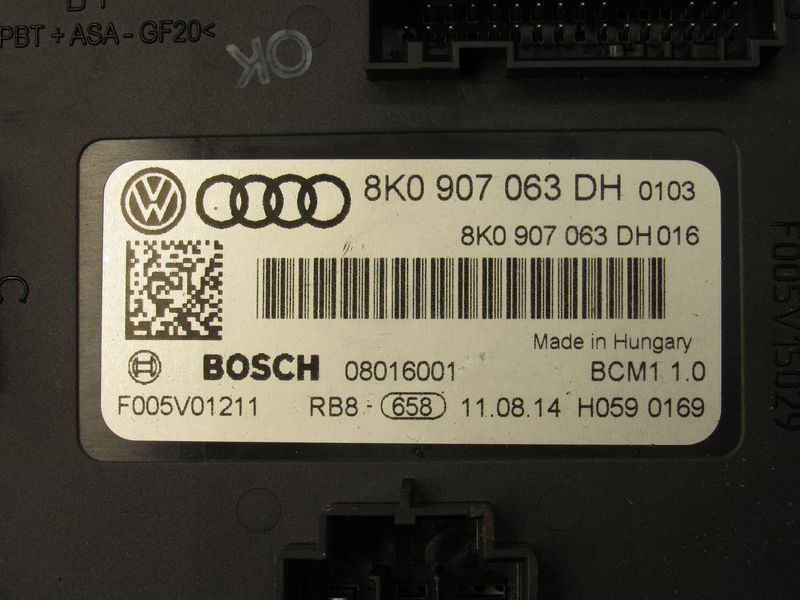 PBT + ASA - GF20<
OK
8K0 907 063 DH 0103
8K0 907 063 DH 016
Made in Hungary
BOSCH 08016001 BCM1 1.0
F005V01211 RB8 - 658 11.08.14 H059 0169
F005V15029